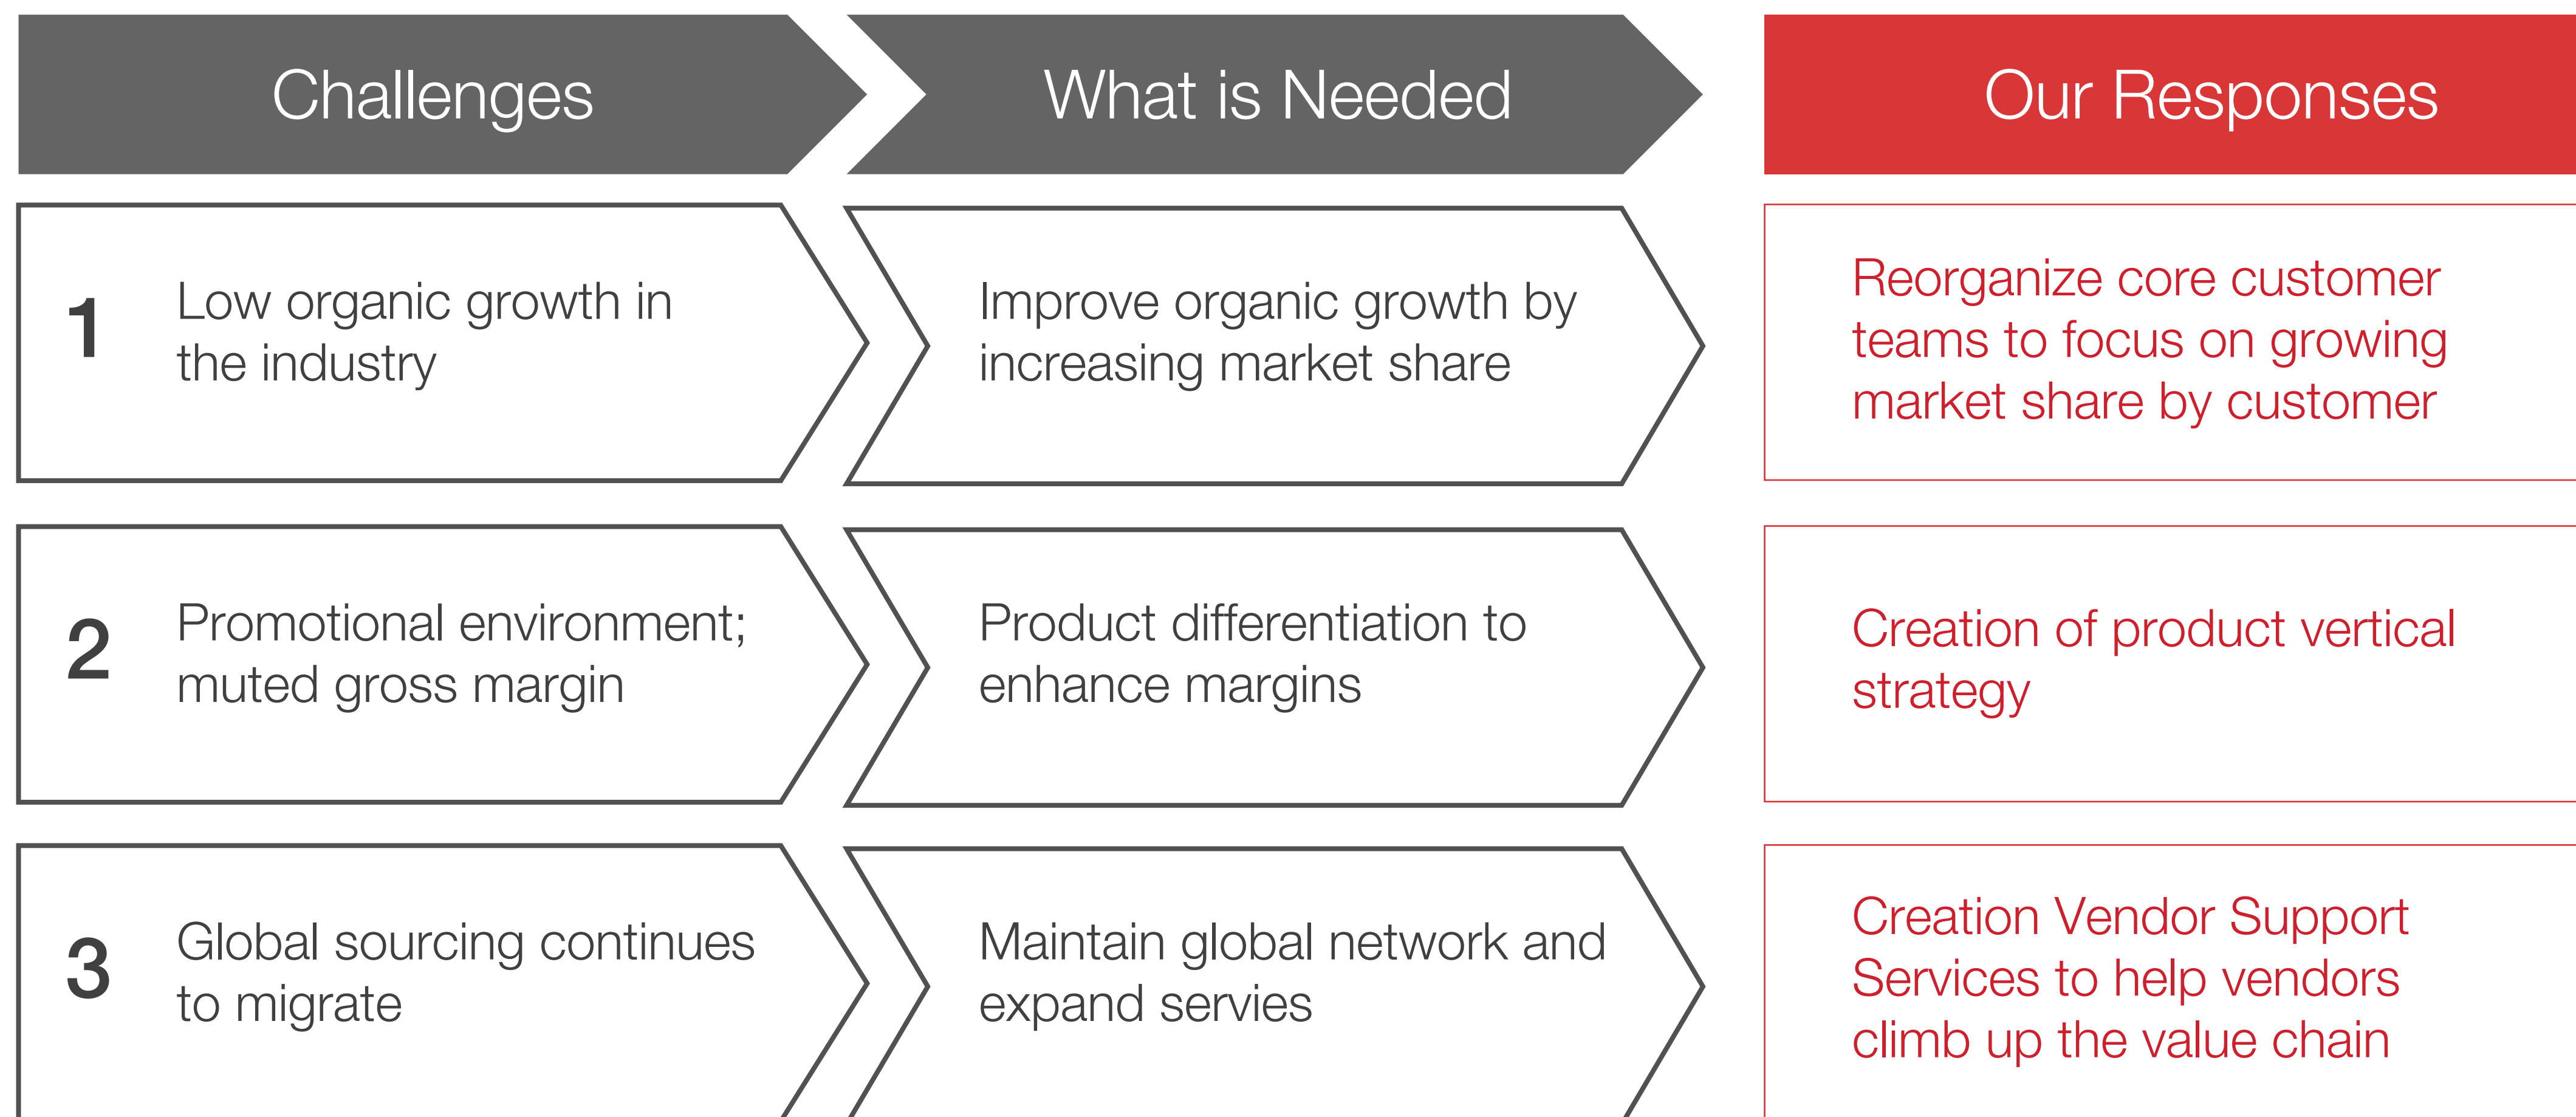 Challenges
What is Needed
Our Responses
1
Low organic growth in
the industry
Improve organic growth by
increasing market share
Reorganize core customer
teams to focus on growing
market share by customer
2
Promotional environment;
muted gross margin
Product differentiation to
enhance margins
Creation of product vertical
strategy
3
Global sourcing continues
to migrate
Maintain global network and
expand servies
Creation Vendor Support
Services to help vendors
climb up the value chain